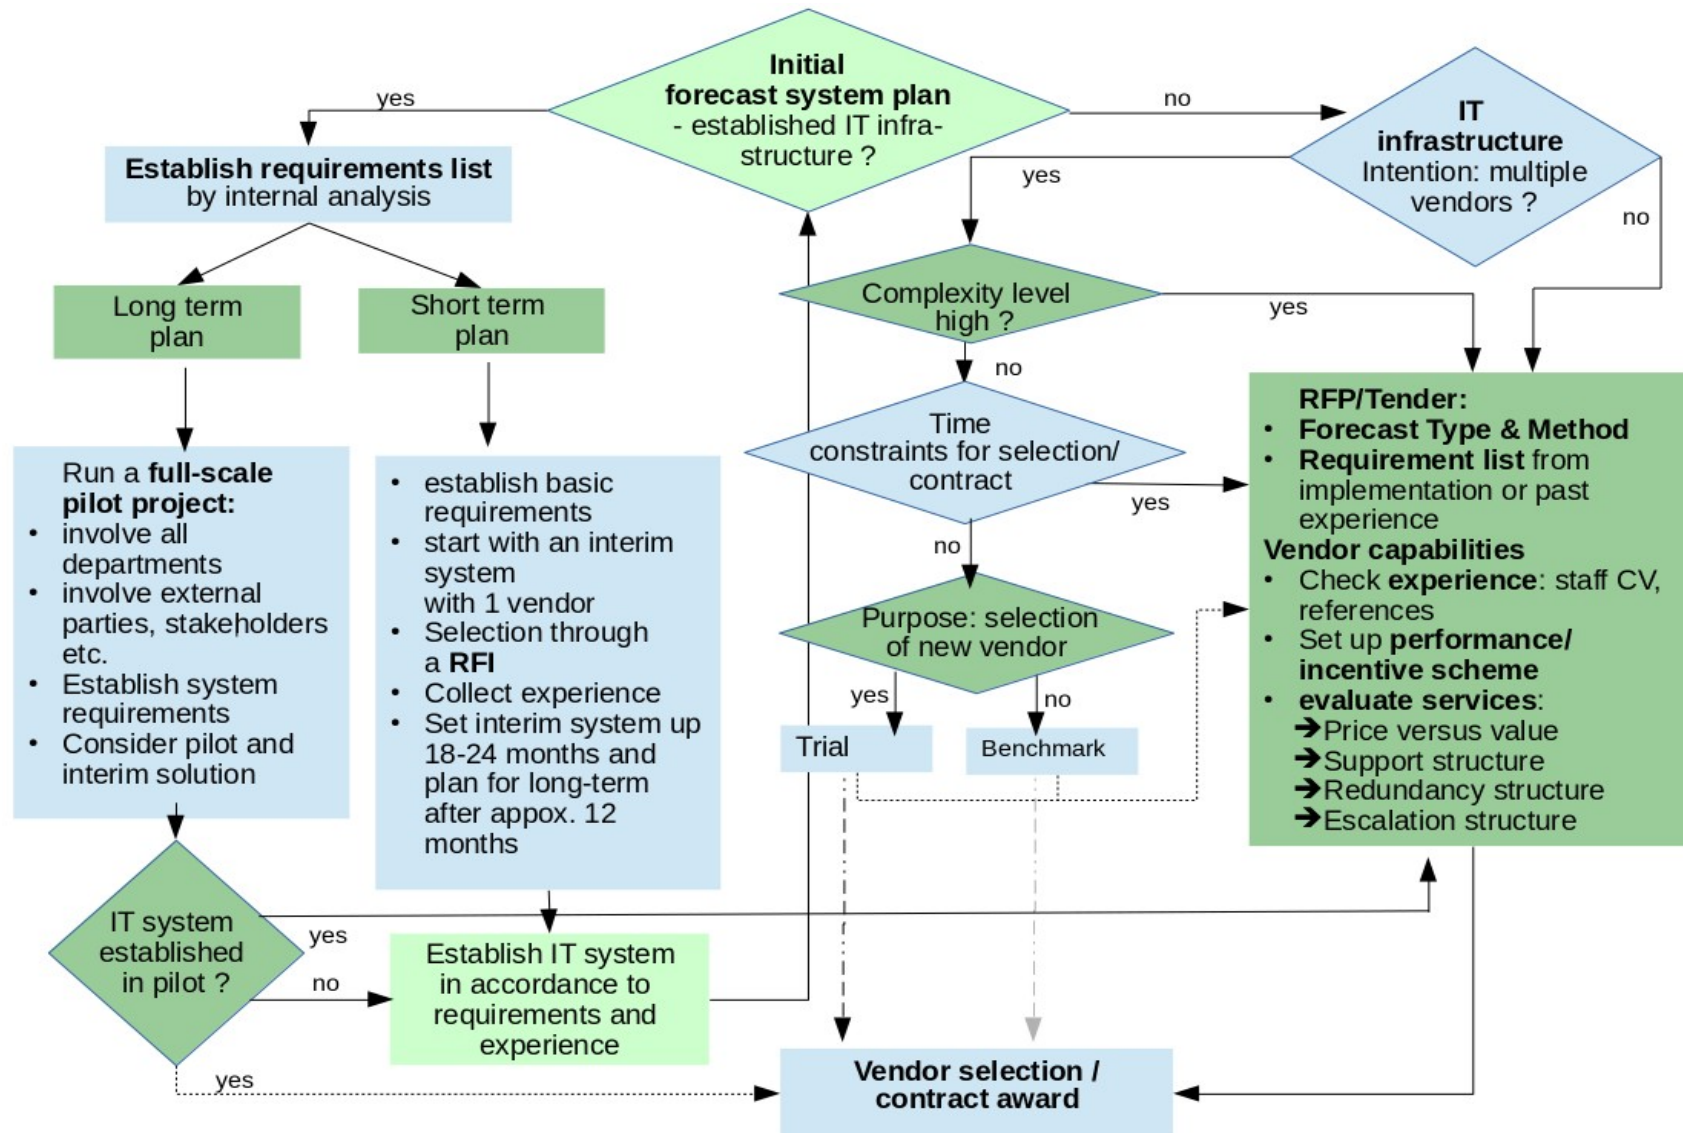 Initial
forecast system plan
- established IT infra-
structure ?
yes
no
IT
infrastructure
Intention: multiple
vendors ?
yes
no
Establish requirements list
by internal analysis
Long term
plan
Short term
plan
Complexity level
high ?
yes
no
Time
constraints for selection/
contract
yes
no
Purpose: selection
of new vendor
yes
no
Trial
Benchmark
Run a full-scale
pilot project:
• involve all
departments
• involve external
parties, stakeholders
etc.
• Establish system
requirements
• Consider pilot and
interim solution
• establish basic
requirements
• start with an interim
system
with 1 vendor
• Selection through
a RFI
• Collect experience
• Set interim system up
18-24 months and
plan for long-term
after appox. 12
months
RFP/Tender:
• Forecast Type & Method
• Requirement list from
implementation or past
experience
Vendor capabilities
• Check experience: staff CV,
references
• Set up performance/
incentive scheme
• evaluate services:
➔Price versus value
➔Support structure
➔Redundancy structure
➔Escalation structure
IT system
established
in pilot ?
yes
no
yes
Establish IT system
in accordance to
requirements and
experience
Vendor selection /
contract award